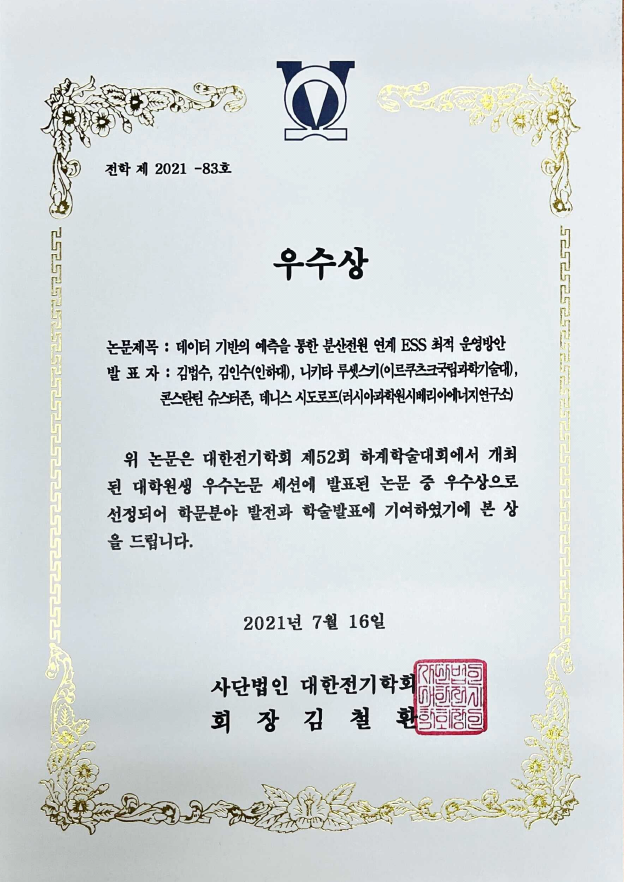 전학 제 2021 -83호
우수상
논문제목 : 데이터 기반의 예측을 통한 분산전원 연계 ESS 최적 운영방안
발 표 자 : 김법수, 김인수(인하대), 니키타 루셋스키(이르쿠츠크국립과학기술대),
콘스탄틴 슈스터존, 데니스 시도로프(러시아과학원시베리아에너지연구소)
위 논문은 대한전기학회 제52회 하계학술대회에서 개최
된 대학원생 우수논문 세션에 발표된 논문 중 우수상으로
선정되어 학문분야 발전과 학술발표에 기여하였기에 본 상
을 드립니다.
2021년 7월 16일
사단법인 대한전기학회
회 장 김 철 환